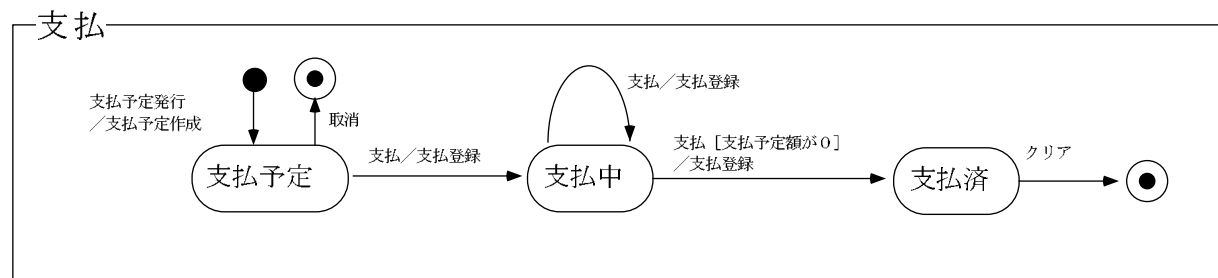 支払
支払予定発行
／支払予定作成
取消
支払予定
支払／支払登録
支払／支払登録
支払中
支払［支払予定額が０］
／支払登録
支払済
クリア